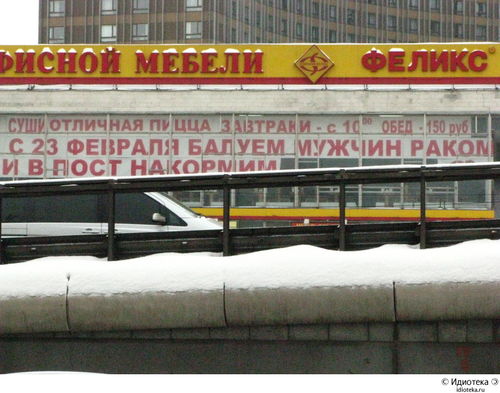 ФИСНОЙ МЕБЕЛИ ФЕЛИКС®
СУШИ ОТЛИЧНАЯ ПИЦЦА ЗАВТРАКИ - с 10⁰⁰ ОБЕД - 150 руб
С 23 ФЕВРАЛЯ БАЛУЕМ МУЖЧИН РАКОМ
И В ПОСТ НАКОРМИМ
© Идиотека
idioteka.ru